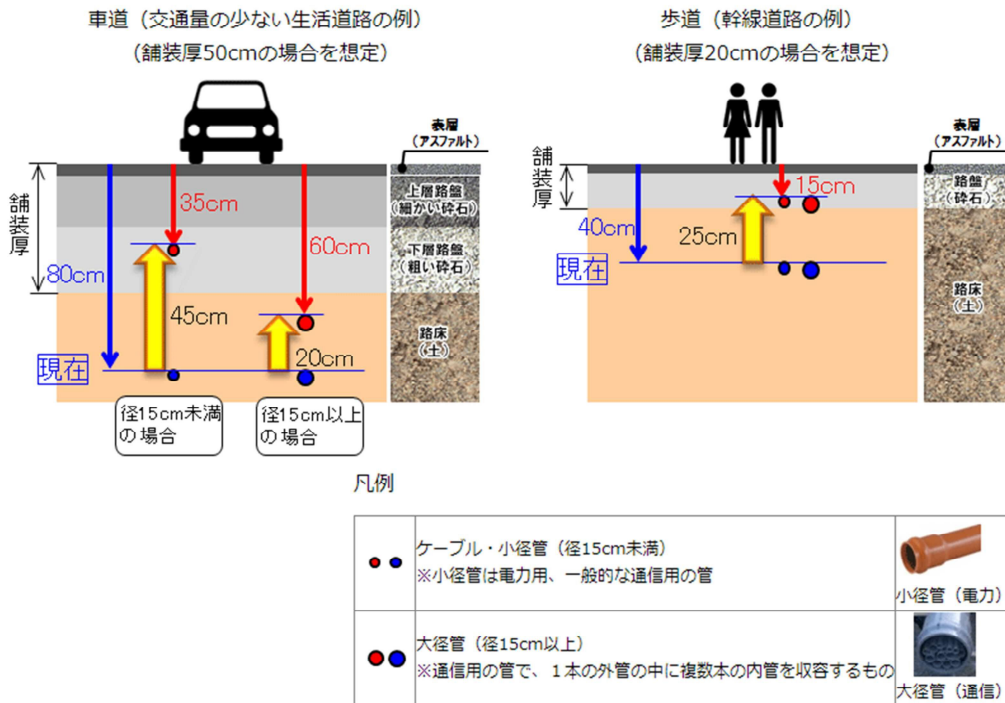 車道（交通量の少ない生活道路の例）
（舗装厚50cmの場合を想定）
表層
（アスファルト）
舗装厚
上層路盤
（細かい砕石）
35cm
下層路盤
（粗い砕石）
60cm
80cm
45cm
路床
（土）
20cm
現在
径15cm未満
の場合
径15cm以上
の場合
歩道（幹線道路の例）
（舗装厚20cmの場合を想定）
表層
（アスファルト）
舗装厚
15cm
路盤
（砕石）
40cm
25cm
現在
路床
（土）
凡例
ケーブル・小径管（径15cm未満）
※小径管は電力用、一般的な通信用の管
小径管（電力）
大径管（径15cm以上）
※通信用の管で、１本の外管の中に複数本の内管を収容するもの
大径管（通信）